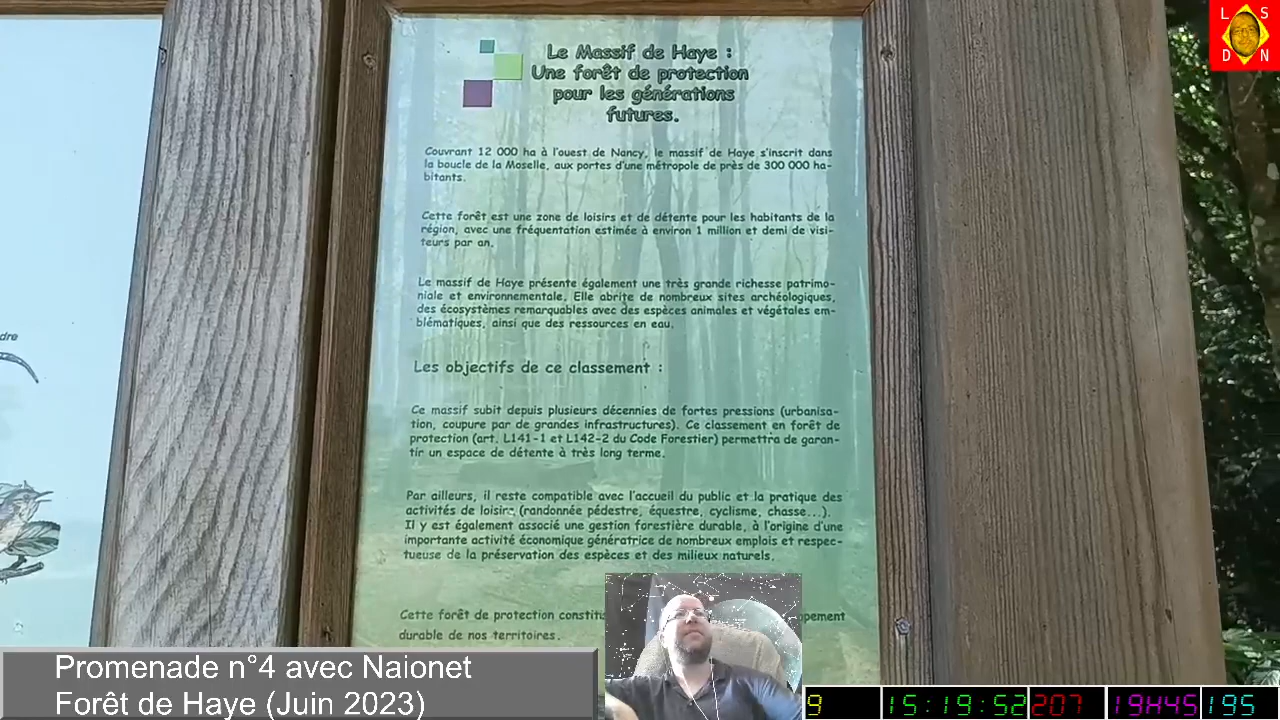 L S
D N
dre
Le Massif de Haye :
Une forêt de protection
pour les générations
futures.
Couvrant 12 000 ha à l'ouest de Nancy, le massif de Haye s'inscrit dans
la boucle de la Moselle, aux portes d'une métropole de près de 300 000 ha-
bitants.
Cette forêt est une zone de loisirs et de détente pour les habitants de la
région, avec une fréquentation estimée à environ 1 million et demi de visi-
teurs par an.
Le massif de Haye présente également une très grande richesse patrimo-
niale et environnementale. Elle abrite de nombreux sites archéologiques,
des écosystèmes remarquables avec des espèces animales et végétales em-
blématiques, ainsi que des ressources en eau.
Les objectifs de ce classement :
Ce massif subit depuis plusieurs décennies de fortes pressions (urbanisa-
tion, coupure par de grandes infrastructures). Ce classement en forêt de
protection (art. L141-1 et L142-2 du Code Forestier) permettra de garan-
tir un espace de détente à très long terme.
Par ailleurs, il reste compatible avec l'accueil du public et la pratique des
activités de loisirs (randonnée pédestre, équestre, cyclisme, chasse...).
Il y est également associé une gestion forestière durable, à l'origine d'une
importante activité économique génératrice de nombreux emplois et respec-
tueuse de la préservation des espèces et des milieux naturels.
Cette forêt de protection constitu ppement
durable de nos territoires.
Promenade n°4 avec Naionet
Forêt de Haye (Juin 2023)
9 15:19:52 207 19H45 195